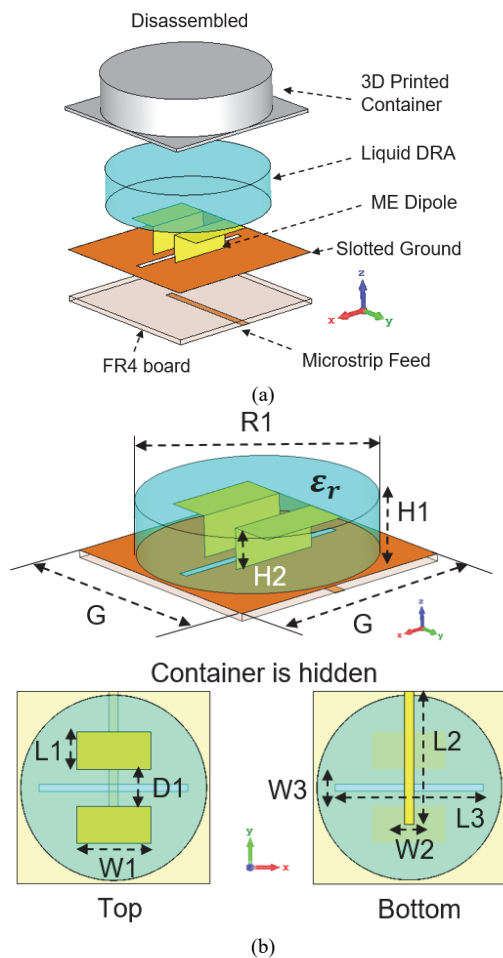 Disassembled
3D Printed
Container
Liquid DRA
ME Dipole
Slotted Ground
z
x
y
FR4 board
Microstrip Feed
(a)
R1
εr
H1
H2
G
G
z
x
y
Container is hidden
L1
D1
W1
L2
W3
L3
W2
y
x
Top
Bottom
(b)